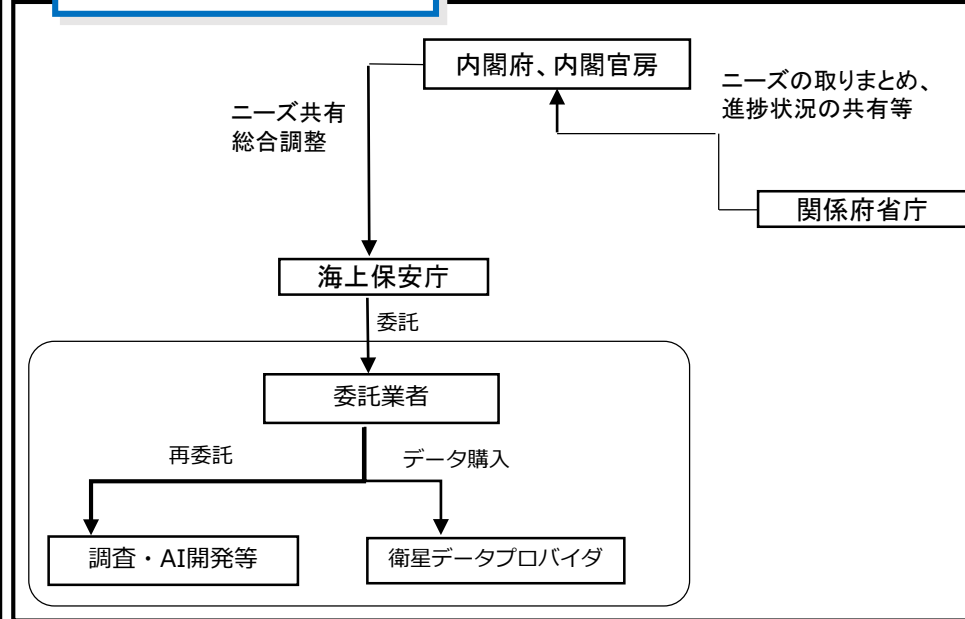 内閣府、内閣官房
ニーズの取りまとめ、
進捗状況の共有等
ニーズ共有
総合調整
関係府省庁
海上保安庁
委託
委託業者
再委託
データ購入
調査・AI開発等
衛星データプロバイダ